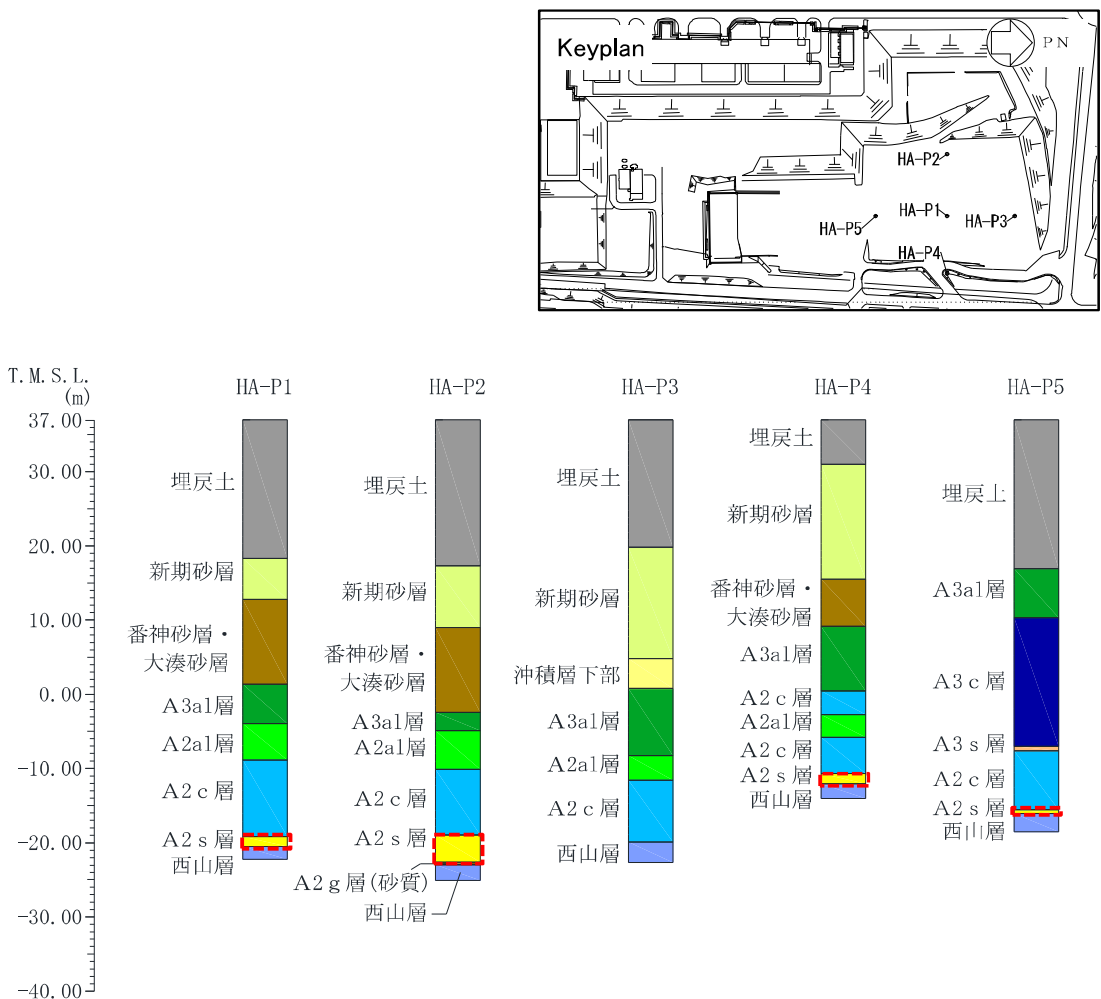 Keyplan
PN
HA-P2
HA-P5
HA-P1
HA-P3
HA-P4
T.M.S.L.
(m)
37.00
30.00
20.00
10.00
0.00
-10.00
-20.00
-30.00
-40.00
HA-P1
埋戻土
新期砂層
番神砂層・
大湊砂層
A3al層
A2al層
A2c層
A2s層
西山層
HA-P2
埋戻土
新期砂層
番神砂層・
大湊砂層
A3al層
A2al層
A2c層
A2s層
A2g層(砂質)
西山層
HA-P3
埋戻土
新期砂層
沖積層下部
A3al層
A2al層
A2c層
西山層
HA-P4
埋戻土
新期砂層
番神砂層・
大湊砂層
A3al層
A2c層
A2al層
A2c層
A2s層
西山層
HA-P5
埋戻土
A3al層
A3c層
A3s層
A2c層
A2s層
西山層